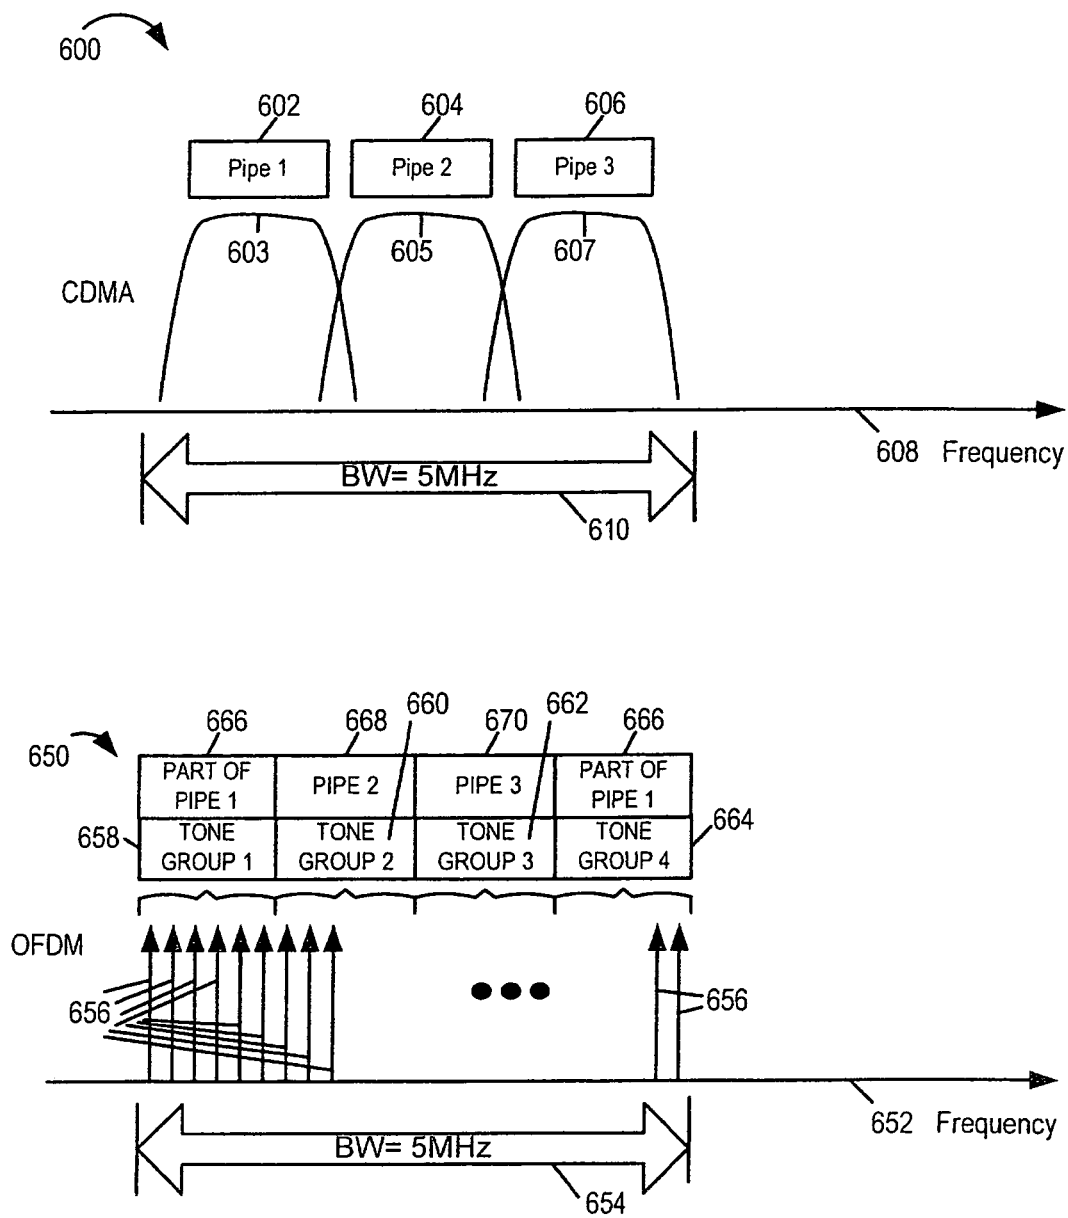 600
602
604
606
Pipe 1
Pipe 2
Pipe 3
603
605
607
CDMA
608 Frequency
BW= 5MHz
610
650
666
668
660
670
662
666
PART OF
PIPE 1
PIPE 2
PIPE 3
PART OF
PIPE 1
658
TONE
GROUP 1
TONE
GROUP 2
TONE
GROUP 3
TONE
GROUP 4
664
OFDM
656
656
652 Frequency
BW= 5MHz
654